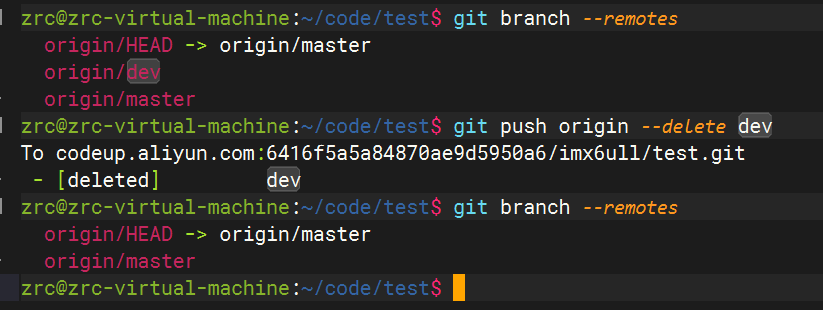 zrc@zrc-virtual-machine:~/code/test$ git branch --remotes
  origin/HEAD -> origin/master
  origin/dev
  origin/master
zrc@zrc-virtual-machine:~/code/test$ git push origin --delete dev
To codeup.aliyun.com:6416f5a5a84870ae9d5950a6/imx6ull/test.git
 - [deleted]         dev
zrc@zrc-virtual-machine:~/code/test$ git branch --remotes
  origin/HEAD -> origin/master
  origin/master
zrc@zrc-virtual-machine:~/code/test$